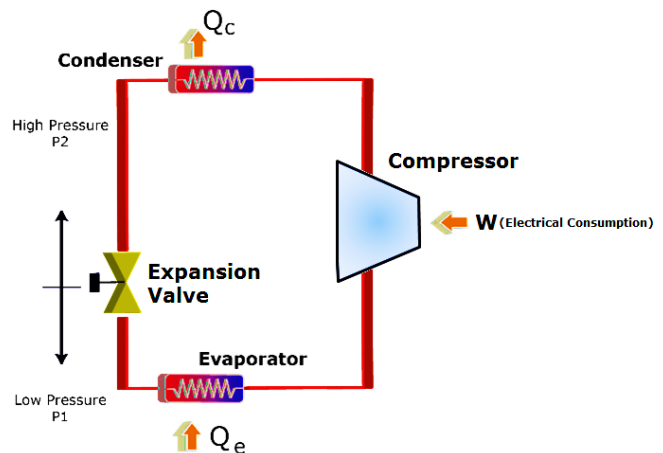 Qc
Condenser
High Pressure
P2
Compressor
W (Electrical Consumption)
Expansion
Valve
Evaporator
Low Pressure
P1
Qe